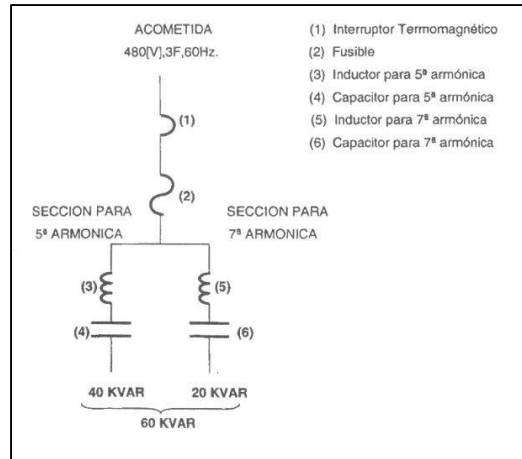 ACOMETIDA
480[V],3F,60Hz.
(1) Interruptor Termomagnético
(2) Fusible
(3) Inductor para 5ª armónica
(4) Capacitor para 5ª armónica
(5) Inductor para 7ª armónica
(6) Capacitor para 7ª armónica
(1)
(2)
SECCION PARA
5ª ARMONICA
SECCION PARA
7ª ARMONICA
(3)
(5)
(4)
(6)
40 KVAR
20 KVAR
60 KVAR